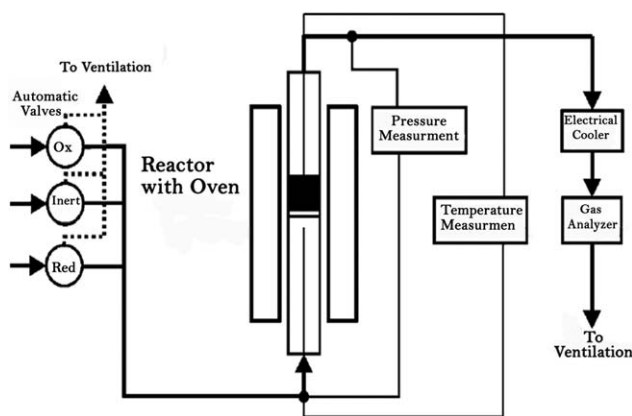 To Ventilation
Automatic
Valves
Ox
Inert
Red
Reactor
with Oven
Pressure
Measurment
Temperature
Measurmen
Electrical
Cooler
Gas
Analyzer
To
Ventilation